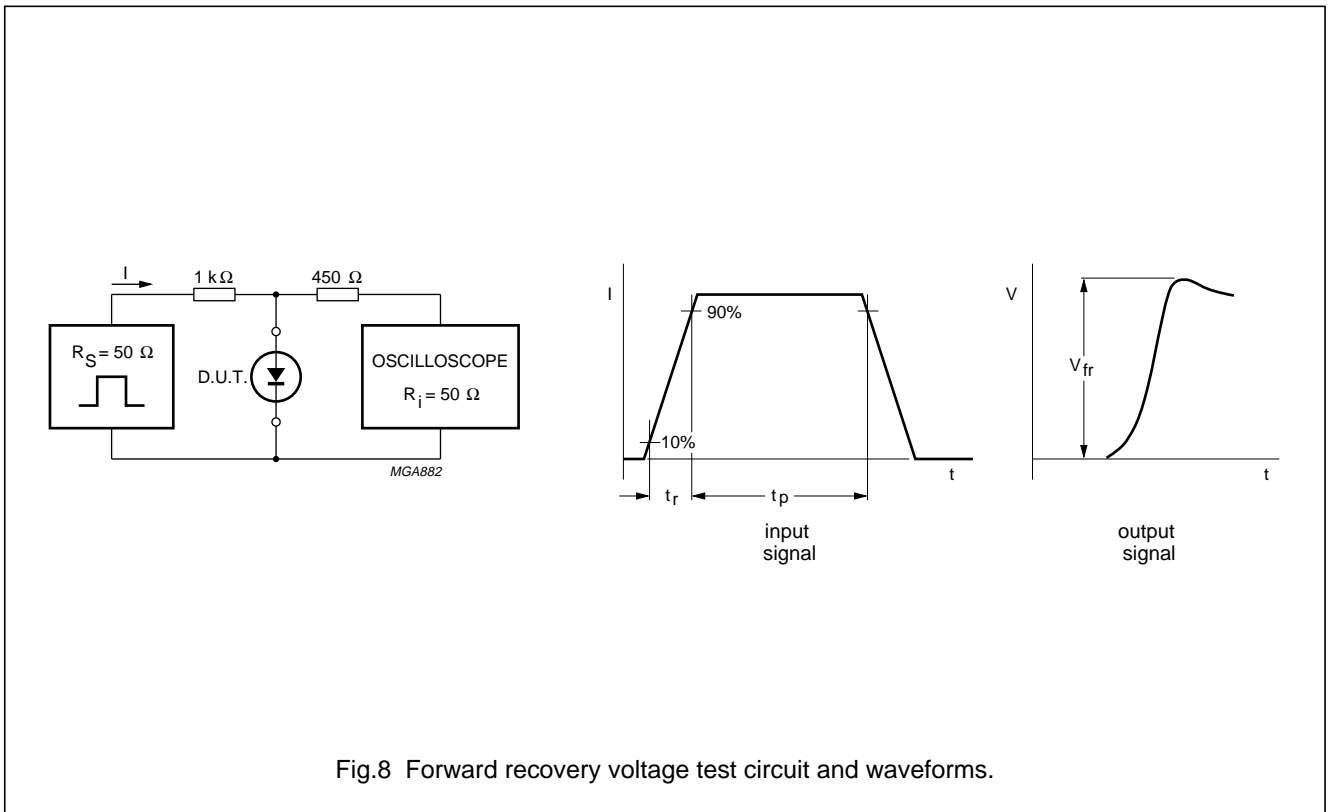 I
1 kΩ
450 Ω
R_S = 50 Ω
D.U.T.
OSCILLOSCOPE
R_i = 50 Ω
MGA882
I
90%
10%
t_r
t_p
t
input
signal
V
V_fr
t
output
signal
Fig.8 Forward recovery voltage test circuit and waveforms.